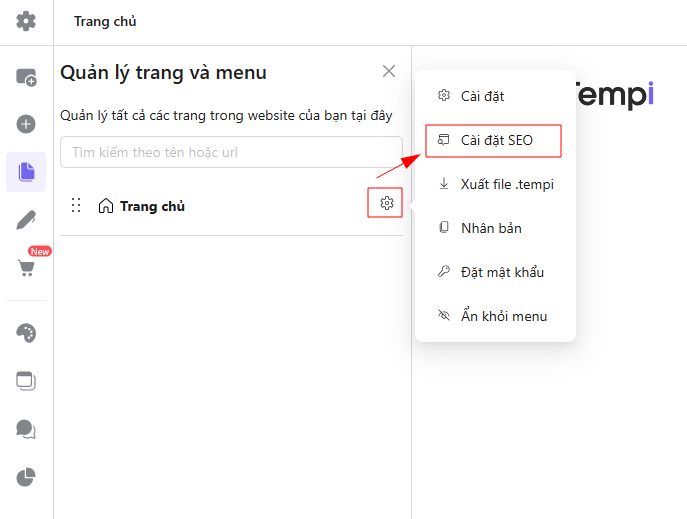 Trang chủ
Quản lý trang và menu
Quản lý tất cả các trang trong website của bạn tại đây
Tìm kiếm theo tên hoặc url
Trang chủ
New
Cài đặt
Cài đặt SEO
Xuất file .tempi
Nhân bản
Đặt mật khẩu
Ẩn khỏi menu
Tempi